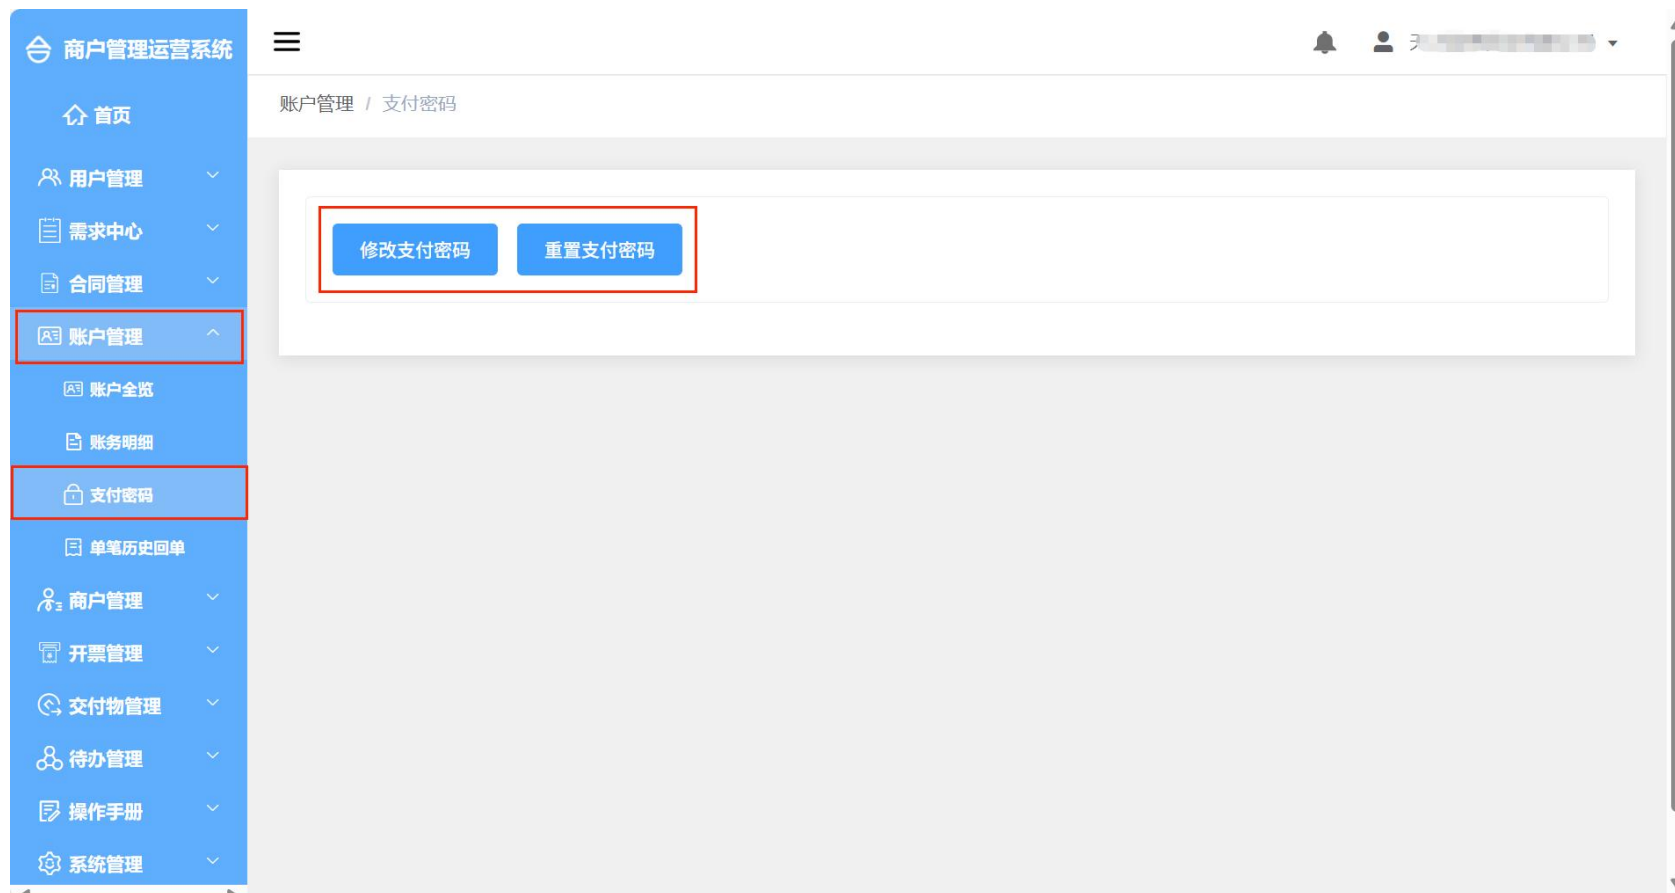 商户管理运营系统
首页
用户管理
需求中心
合同管理
账户管理
账户全览
账务明细
支付密码
单笔历史回单
商户管理
开票管理
交付物管理
待办管理
操作手册
系统管理
账户管理 / 支付密码
修改支付密码
重置支付密码